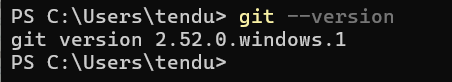 PS C:\Users\tendu> git --version
git version 2.52.0.windows.1
PS C:\Users\tendu>